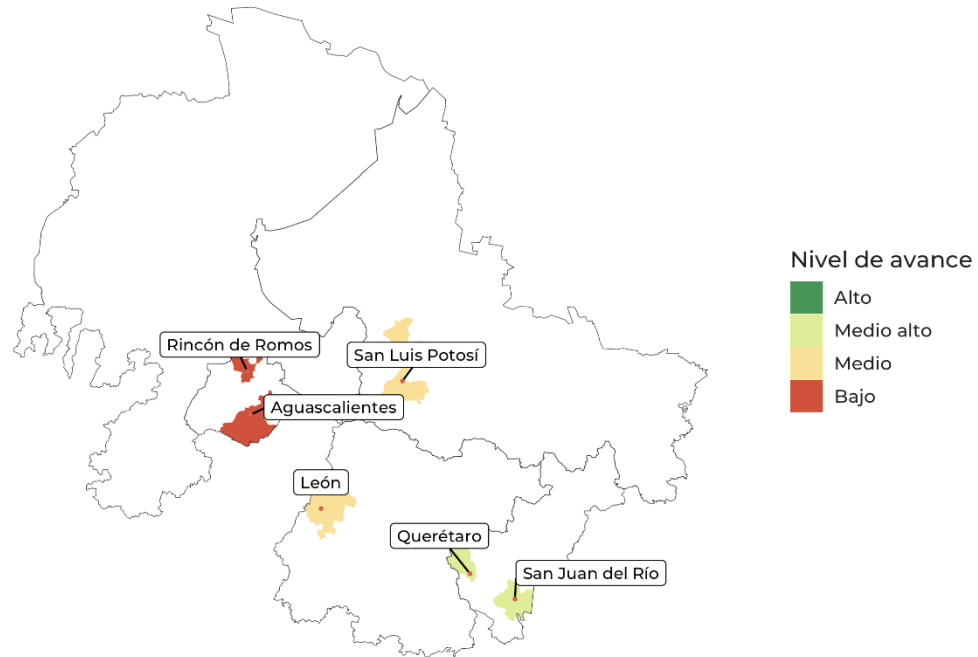 Nivel de avance
Alto
Medio alto
Medio
Bajo
Rincón de Romos
San Luis Potosí
Aguascalientes
León
Querétaro
San Juan del Río